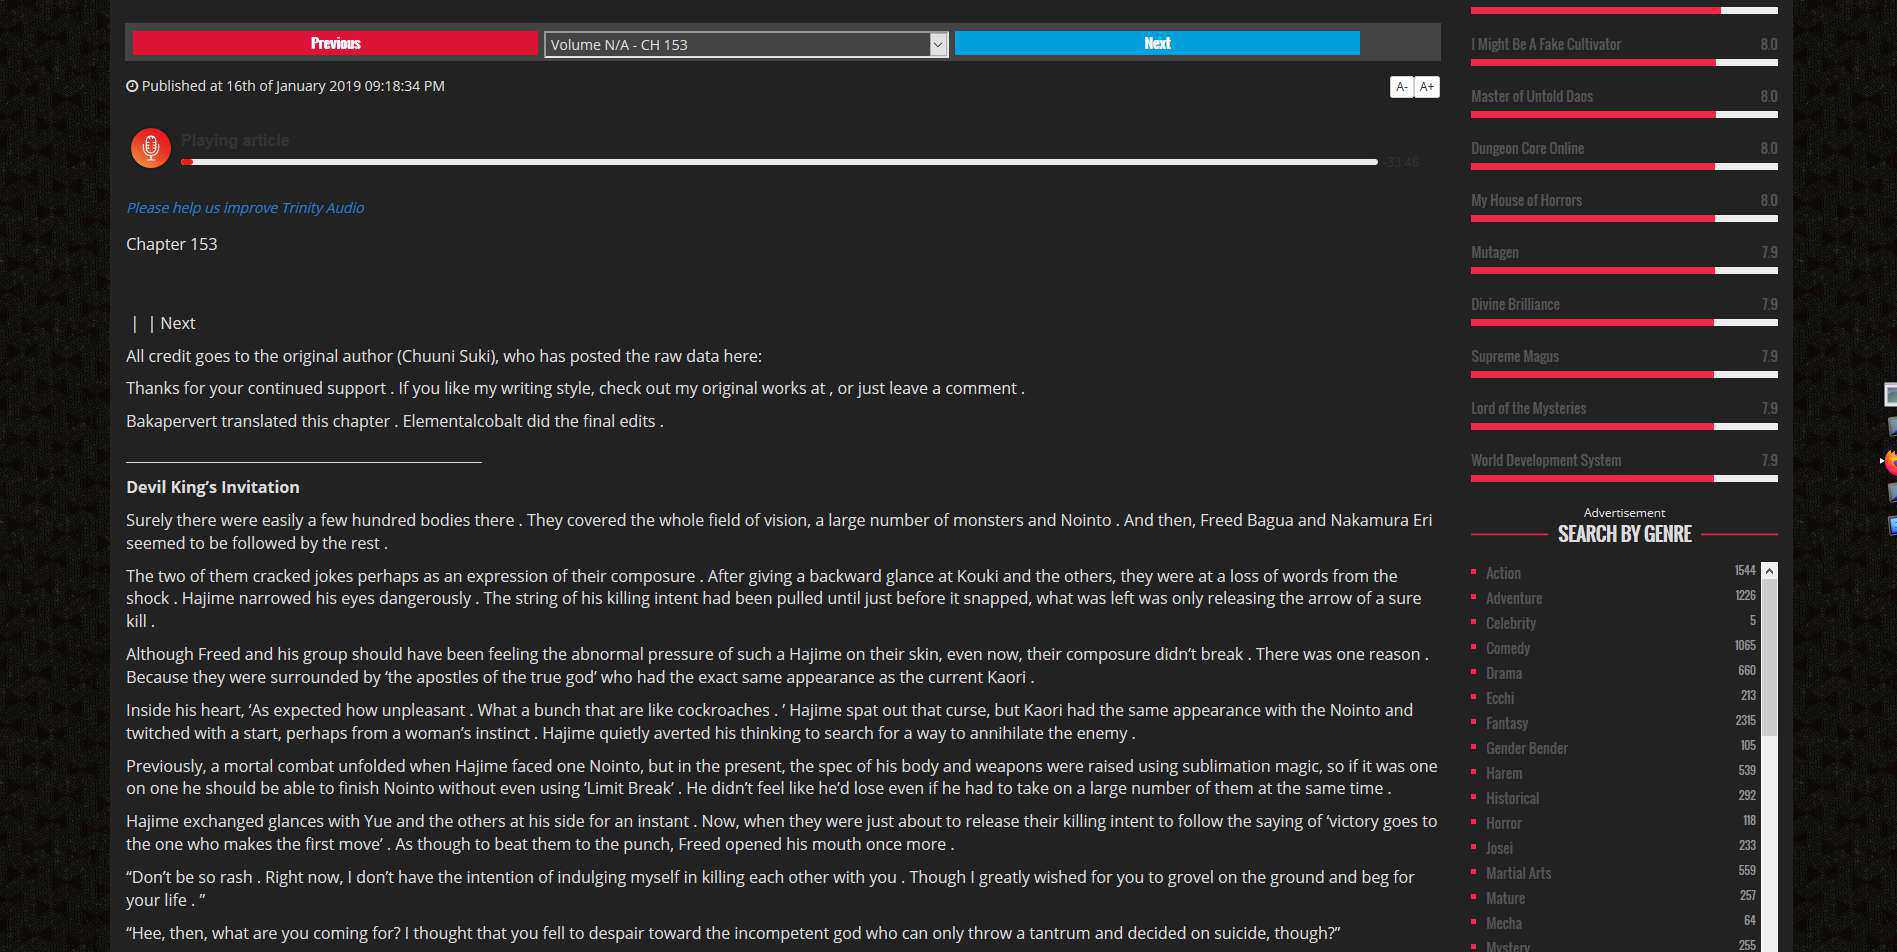 Previous
Volume N/A - CH 153
Next
Published at 16th of January 2019 09:18:34 PM
A-
A+
Playing article
-33:46
Please help us improve Trinity Audio
Chapter 153
| | Next
All credit goes to the original author (Chuuni Suki), who has posted the raw data here:
Thanks for your continued support . If you like my writing style, check out my original works at , or just leave a comment .
Bakapervert translated this chapter . Elementalcobalt did the final edits .
Devil King’s Invitation
Surely there were easily a few hundred bodies there . They covered the whole field of vision, a large number of monsters and Nointo . And then, Freed Bagua and Nakamura Eri
seemed to be followed by the rest .
The two of them cracked jokes perhaps as an expression of their composure . After giving a backward glance at Kouki and the others, they were at a loss of words from the
shock . Hajime narrowed his eyes dangerously . The string of his killing intent had been pulled until just before it snapped, what was left was only releasing the arrow of a sure
kill .
Although Freed and his group should have been feeling the abnormal pressure of such a Hajime on their skin, even now, their composure didn’t break . There was one reason .
Because they were surrounded by ‘the apostles of the true god’ who had the exact same appearance as the current Kaori .
Inside his heart, ‘As expected how unpleasant . What a bunch that are like cockroaches . ’ Hajime spat out that curse, but Kaori had the same appearance with the Nointo and
twitched with a start, perhaps from a woman’s instinct . Hajime quietly averted his thinking to search for a way to annihilate the enemy .
Previously, a mortal combat unfolded when Hajime faced one Nointo, but in the present, the spec of his body and weapons were raised using sublimation magic, so if it was one
on one he should be able to finish Nointo without even using ‘Limit Break’ . He didn’t feel like he’d lose even if he had to take on a large number of them at the same time .
Hajime exchanged glances with Yue and the others at his side for an instant . Now, when they were just about to release their killing intent to follow the saying of ‘victory goes to
the one who makes the first move’ . As though to beat them to the punch, Freed opened his mouth once more .
“Don’t be so rash . Right now, I don’t have the intention of indulging myself in killing each other with you . Though I greatly wished for you to grovel on the ground and beg for
your life . ”
“Hee, then, what are you coming for? I thought that you fell to despair toward the incompetent god who can only throw a tantrum and decided on suicide, though?”
I Might Be A Fake Cultivator 8.0
Master of Untold Daos 8.0
Dungeon Core Online 8.0
My House of Horrors 8.0
Mutagen 7.9
Divine Brilliance 7.9
Supreme Magus 7.9
Lord of the Mysteries 7.9
World Development System 7.9
Advertisement
SEARCH BY GENRE
Action 1544
Adventure 1226
Celebrity 5
Comedy 1065
Drama 660
Ecchi 213
Fantasy 2315
Gender Bender 105
Harem 539
Historical 292
Horror 118
Josei 233
Martial Arts 559
Mature 257
Mecha 64
Mystery 255